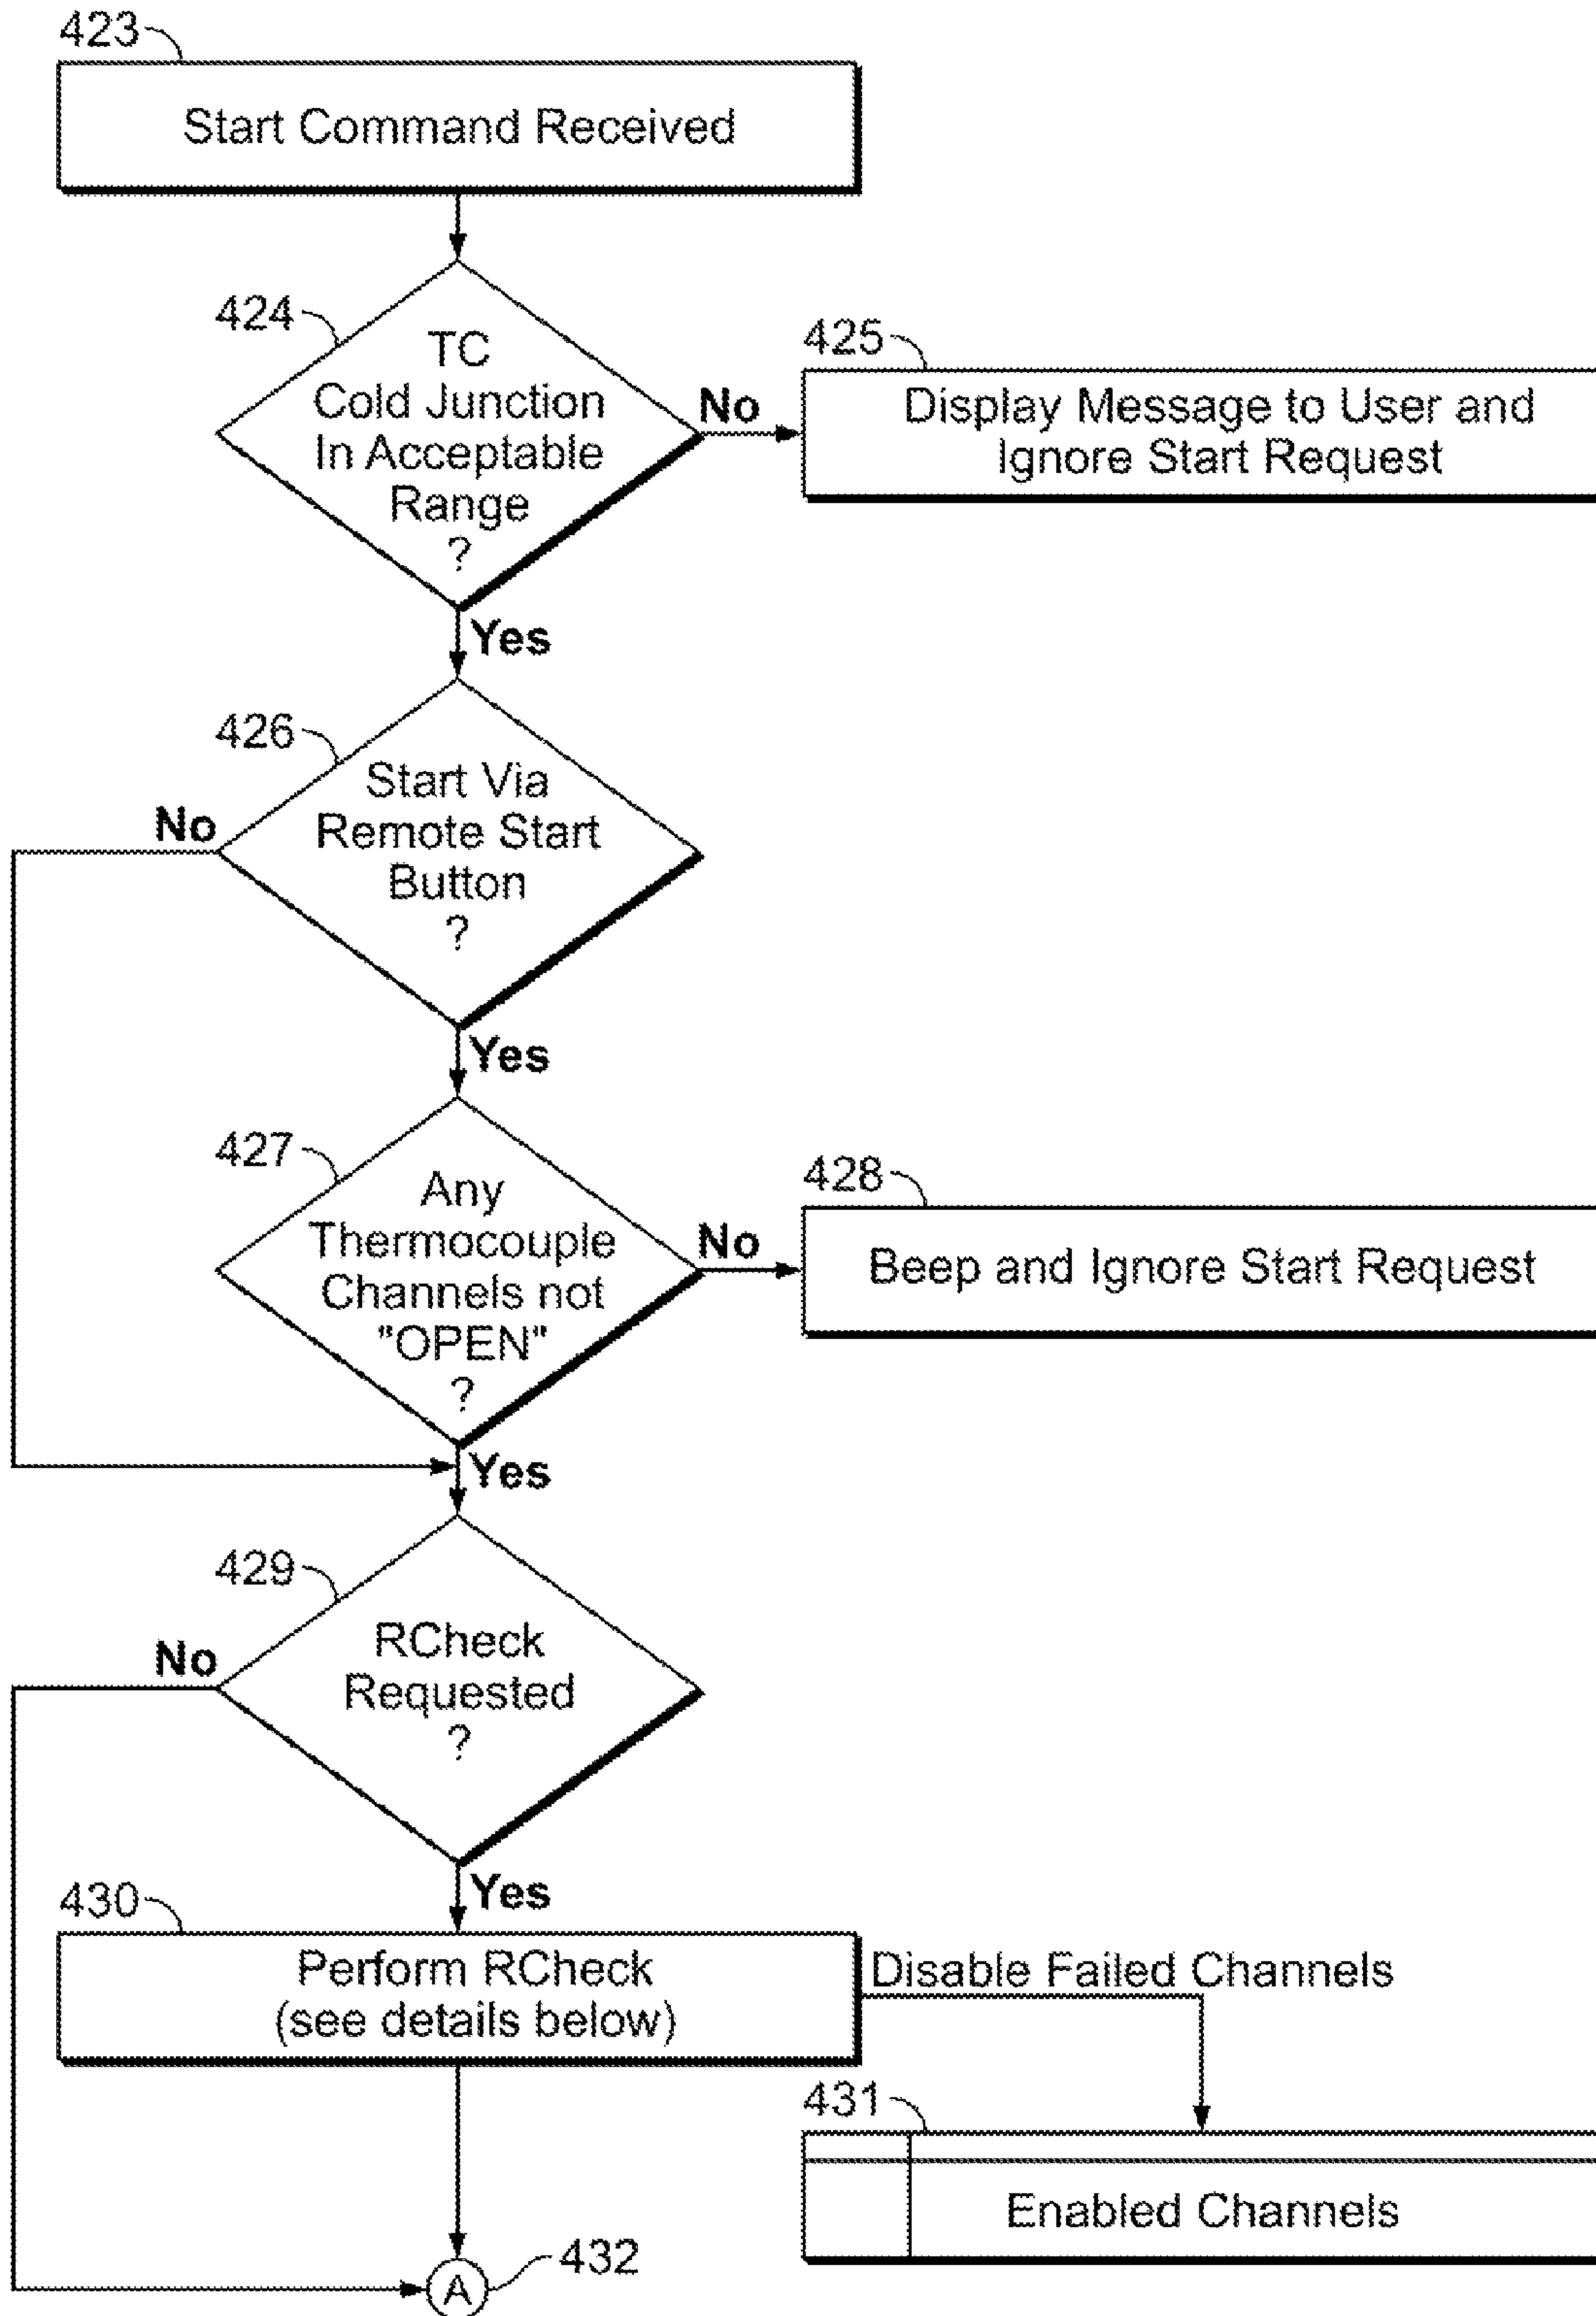 423
Start Command Received
424
TC
Cold Junction
In Acceptable
Range
?
No
425
Display Message to User and
Ignore Start Request
Yes
426
Start Via
Remote Start
Button
?
No
Yes
427
Any
Thermocouple
Channels not
"OPEN"
?
No
428
Beep and Ignore Start Request
Yes
429
RCheck
Requested
?
No
Yes
430
Perform RCheck
(see details below)
Disable Failed Channels
431
Enabled Channels
A
432